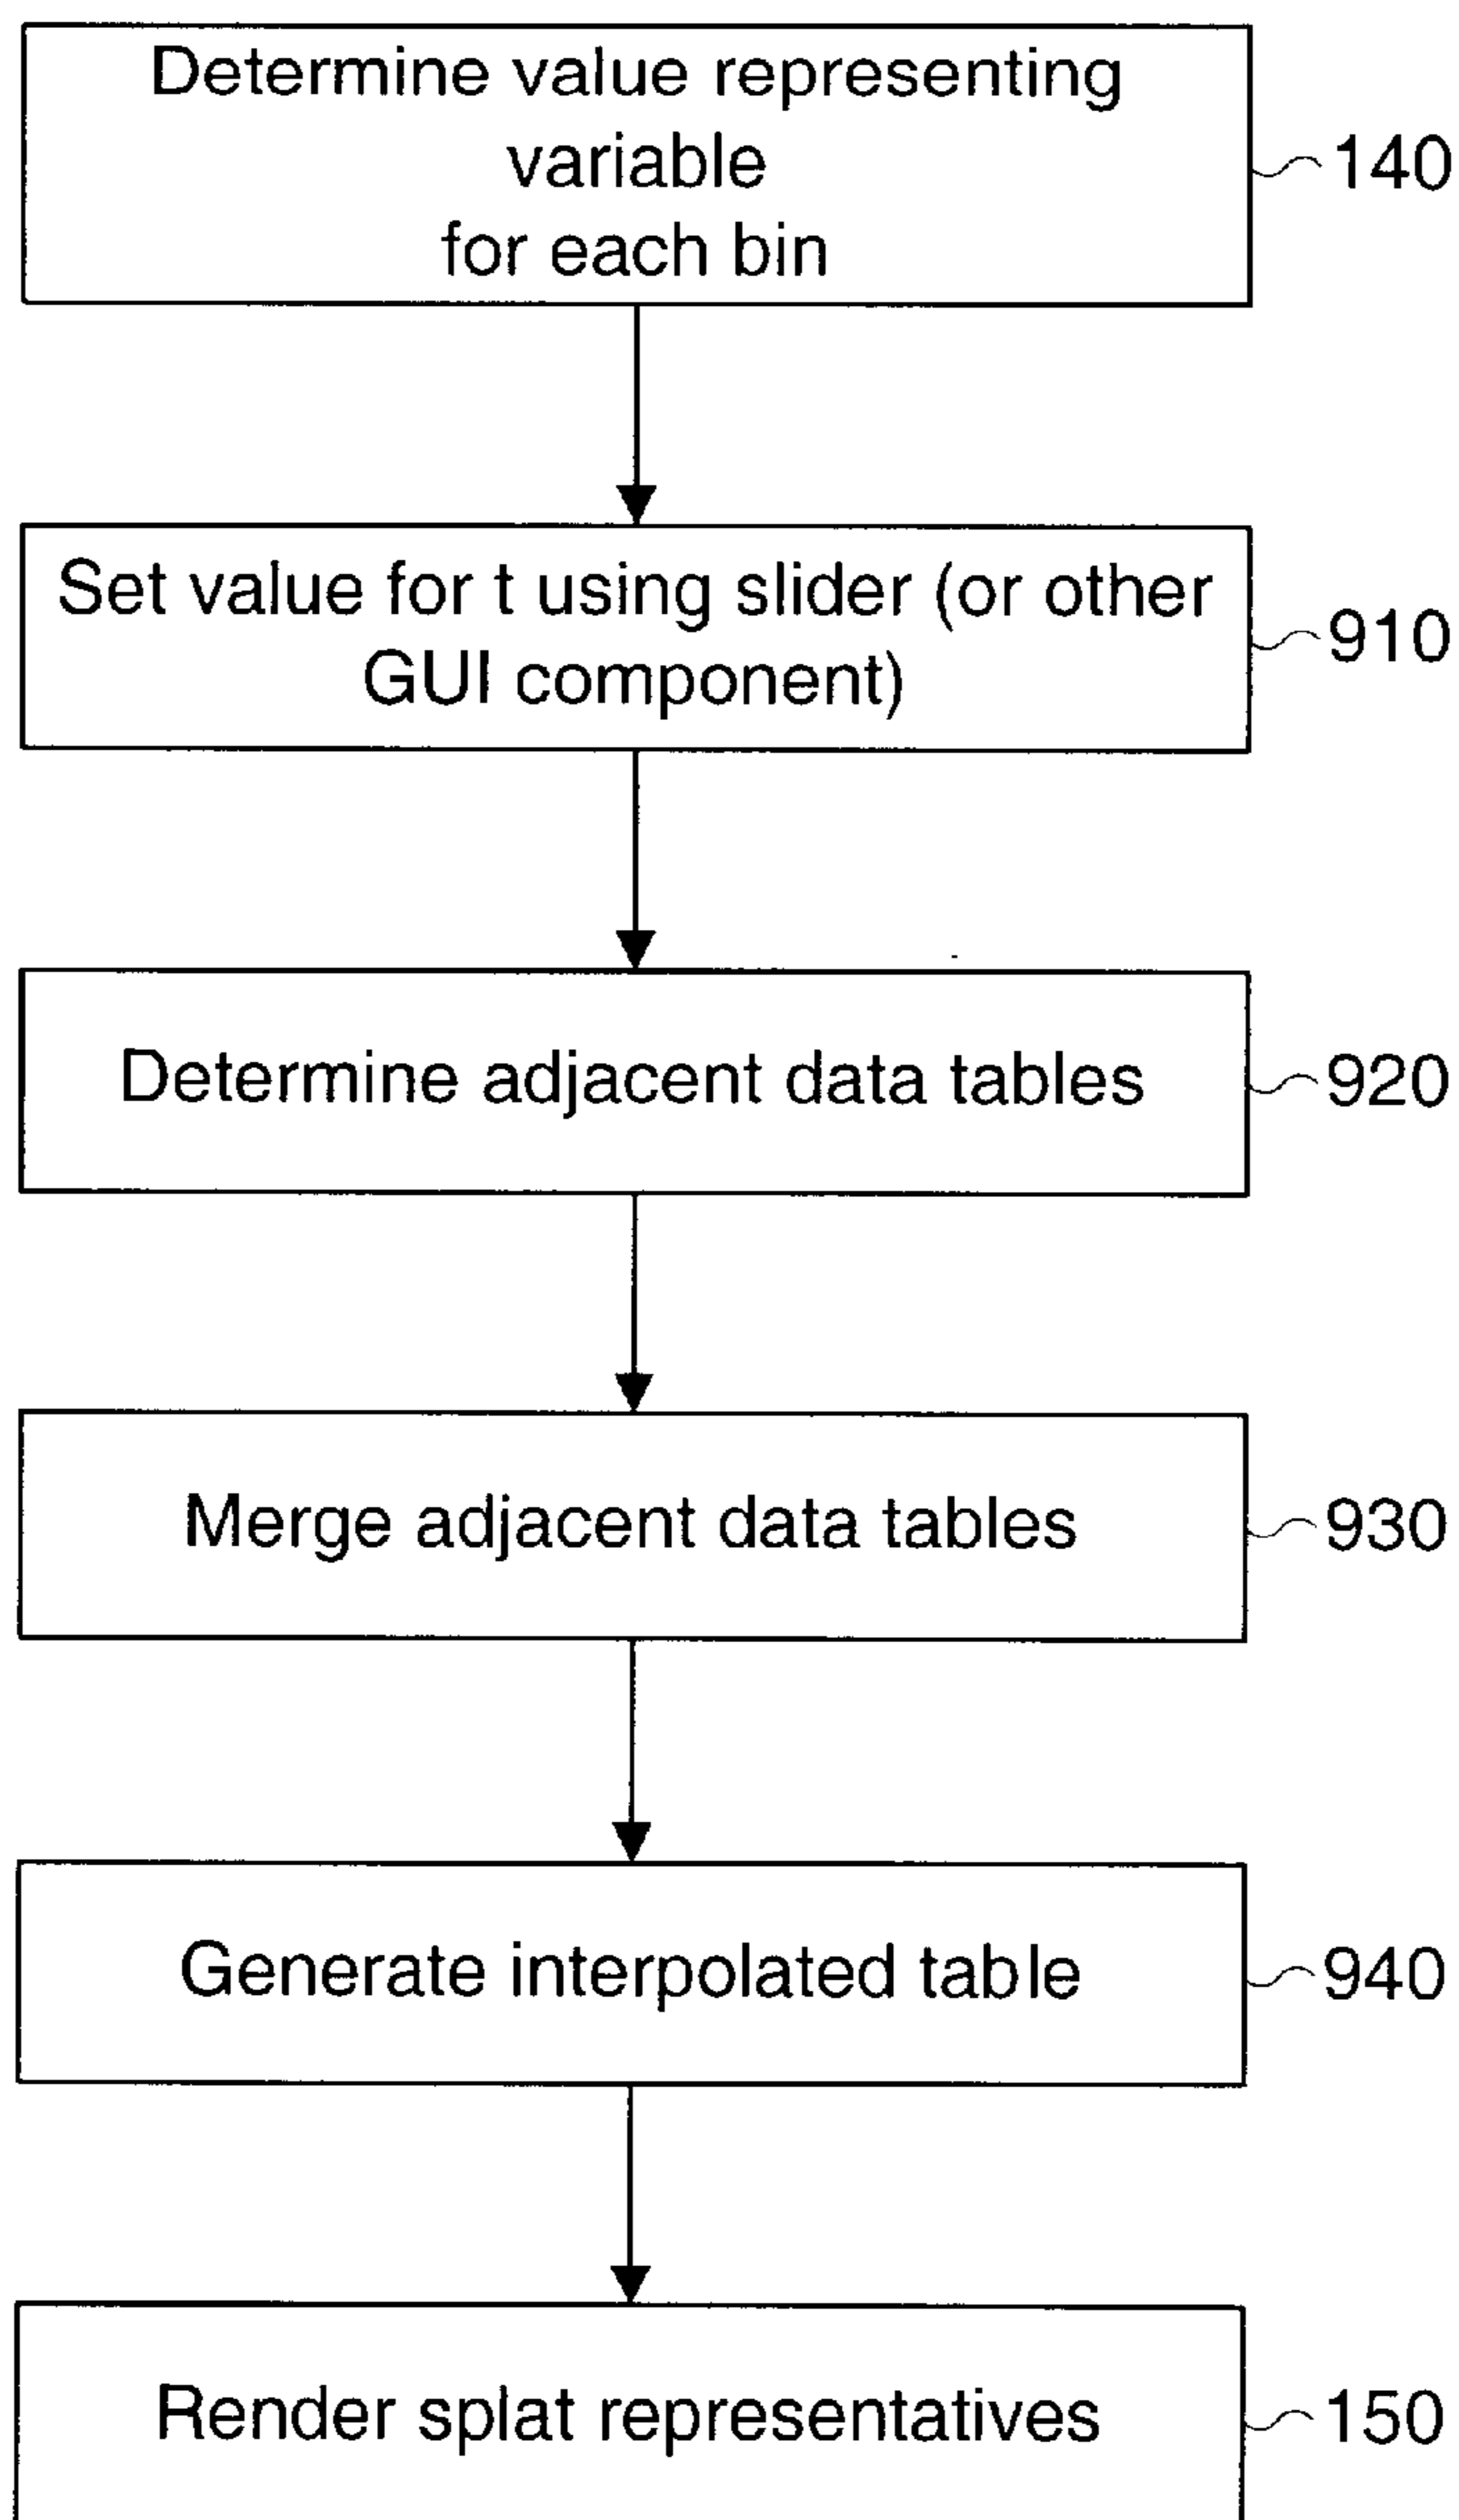 Determine value representing
variable
for each bin
140
Set value for t using slider (or other
GUI component)
910
Determine adjacent data tables
920
Merge adjacent data tables
930
Generate interpolated table
940
Render splat representatives
150